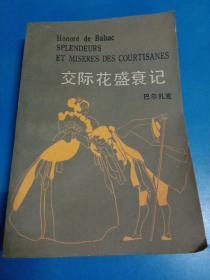 Honoré de Balzac
SPLENDEURS
ET MISERES DES COURTISANES
交际花盛衰记
巴尔扎克